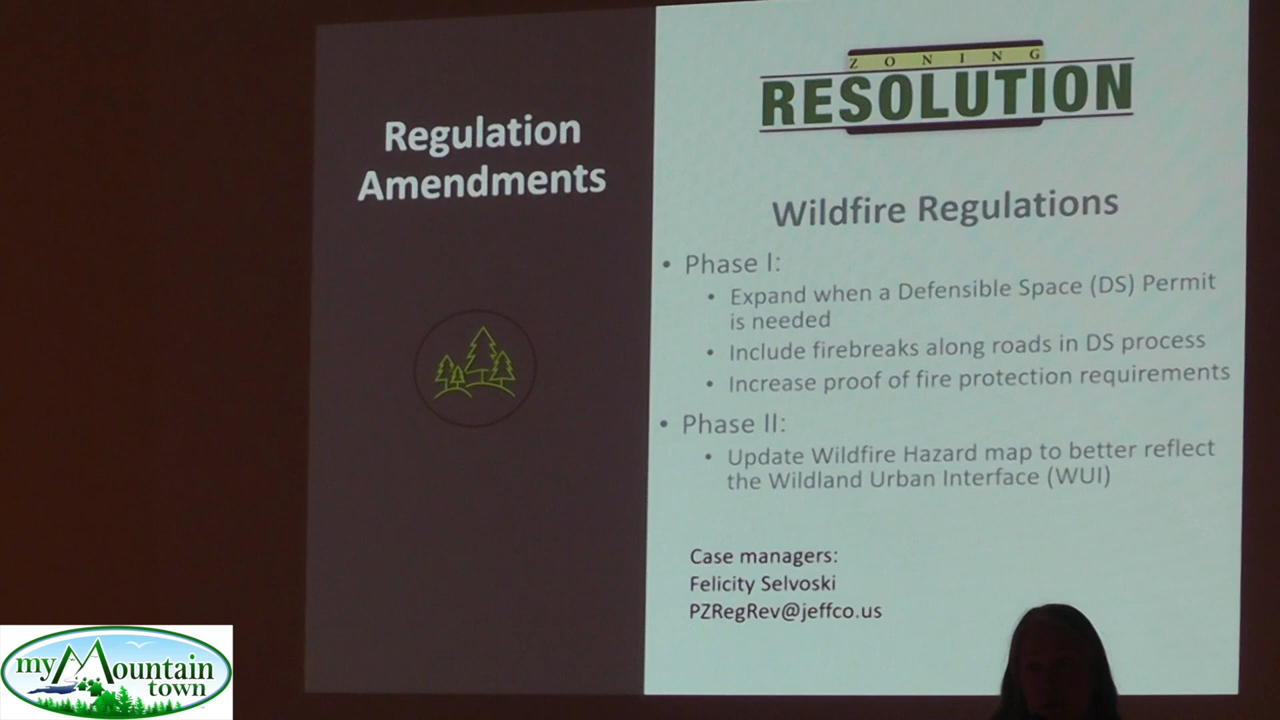 Regulation
Amendments
ZONING
RESOLUTION
Wildfire Regulations
• Phase I:
• Expand when a Defensible Space (DS) Permit
is needed
• Include firebreaks along roads in DS process
• Increase proof of fire protection requirements
• Phase II:
• Update Wildfire Hazard map to better reflect
the Wildland Urban Interface (WUI)
Case managers:
Felicity Selvoski
PZRegRev@jeffco.us
my Mountain
town